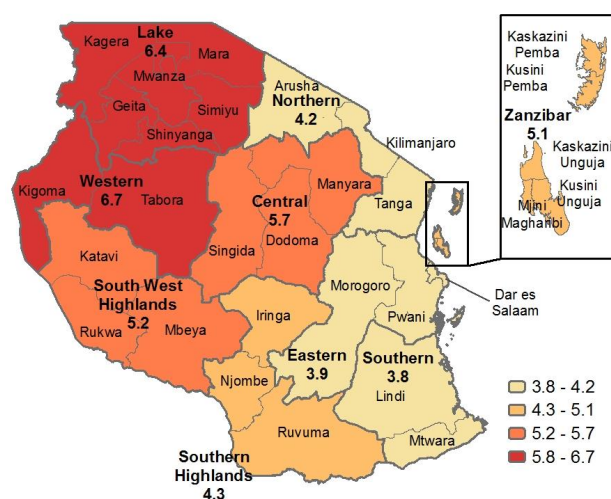 Lake
6.4
Kagera
Mara
Mwanza
Geita
Simiyu
Shinyanga
Arusha
Northern
4.2
Kilimanjaro
Tanga
Kigoma
Western
6.7
Tabora
Central
5.7
Manyara
Singida
Dodoma
Katavi
South West
Highlands
5.2
Rukwa
Mbeya
Iringa
Morogoro
Pwani
Dar es
Salaam
Eastern
3.9
Southern
3.8
Lindi
Njombe
Ruvuma
Mtwara
Southern
Highlands
4.3
Kaskazini
Pemba
Kusini
Pemba
Zanzibar
5.1
Kaskazini
Unguja
Kusini
Unguja
Mjini
Magharibi
3.8 - 4.2
4.3 - 5.1
5.2 - 5.7
5.8 - 6.7